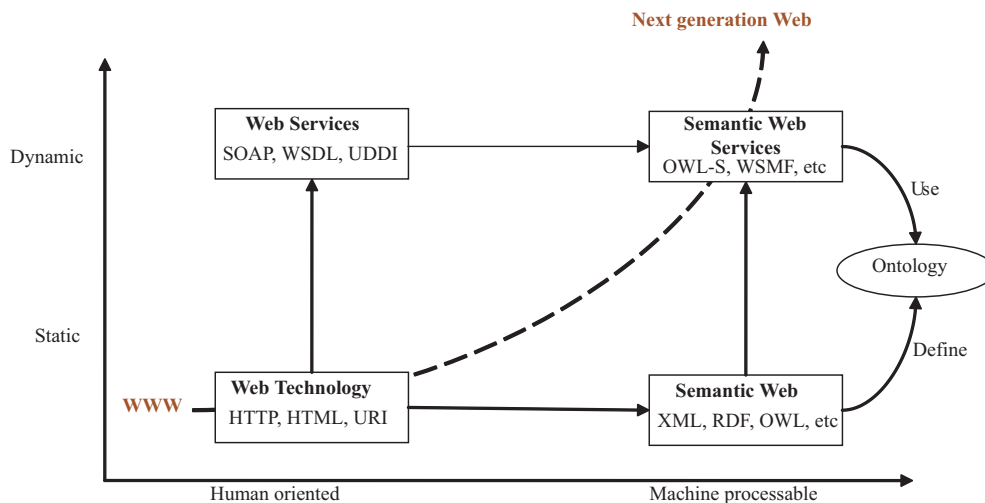 Next generation Web
Web Services
SOAP, WSDL, UDDI
Semantic Web
Services
OWL-S, WSMF, etc
Dynamic
Use
Ontology
Static
Define
Web Technology
HTTP, HTML, URI
Semantic Web
XML, RDF, OWL, etc
WWW
Human oriented
Machine processable